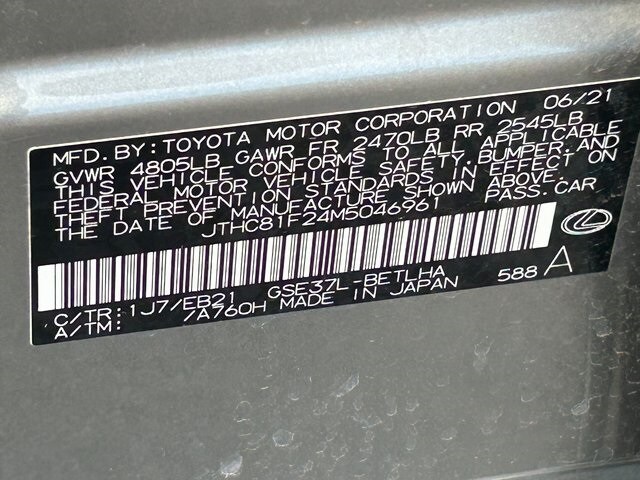 MFD. BY: TOYOTA MOTOR CORPORATION 06/21
GVWR 4805LB GAWR FR 2470LB RR 2545LB
THIS VEHICLE CONFORMS TO ALL APPLICABLE
FEDERAL MOTOR VEHICLE SAFETY, BUMPER, AND
THEFT PREVENTION STANDARDS IN EFFECT ON
THE DATE OF MANUFACTURE SHOWN ABOVE.
JTHC81F24M5046961 PASS. CAR
C/TR: 1J7/EB21 GSE37L-BETLHA 588 A
A/TM: /A760H MADE IN JAPAN